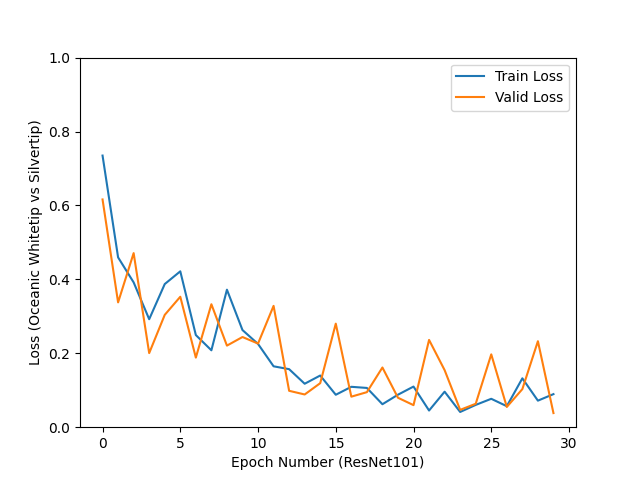 1.0
0.8
0.6
0.4
0.2
0.0
Loss (Oceanic Whitetip vs Silvertip)
Train Loss
Valid Loss
0 5 10 15 20 25 30
Epoch Number (ResNet101)